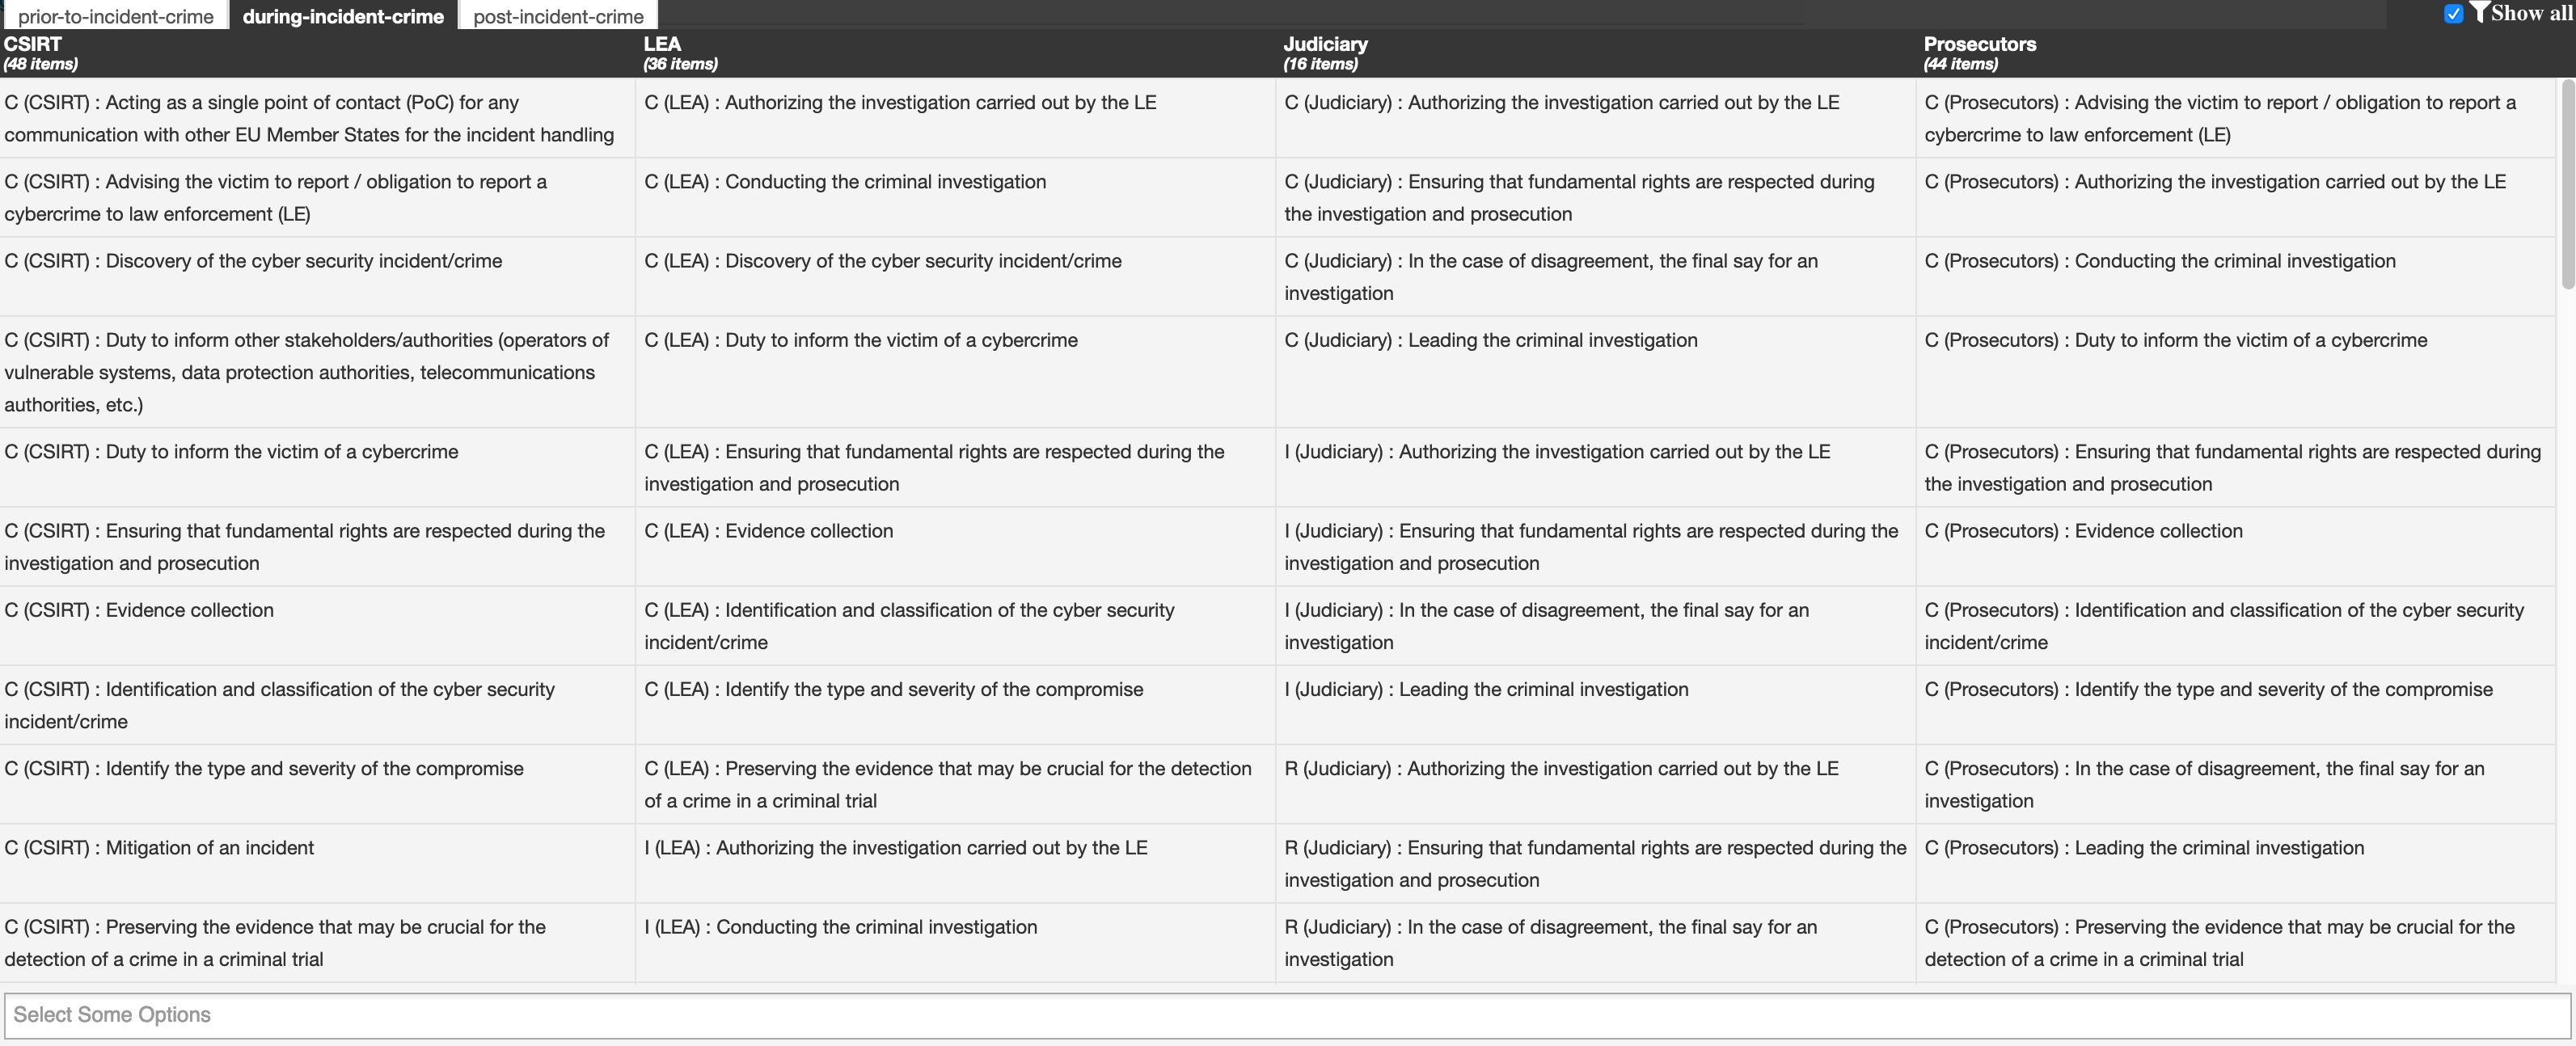 prior-to-incident-crime during-incident-crime post-incident-crime Show all
CSIRT LEA Judiciary Prosecutors
(48 items) (36 items) (16 items) (44 items)
C (CSIRT) : Acting as a single point of contact (PoC) for any C (LEA) : Authorizing the investigation carried out by the LE C (Judiciary) : Authorizing the investigation carried out by the LE C (Prosecutors) : Advising the victim to report / obligation to report a
communication with other EU Member States for the incident handling cybercrime to law enforcement (LE)
C (CSIRT) : Advising the victim to report / obligation to report a C (LEA) : Conducting the criminal investigation C (Judiciary) : Ensuring that fundamental rights are respected during C (Prosecutors) : Authorizing the investigation carried out by the LE
cybercrime to law enforcement (LE) the investigation and prosecution
C (CSIRT) : Discovery of the cyber security incident/crime C (LEA) : Discovery of the cyber security incident/crime C (Judiciary) : In the case of disagreement, the final say for an C (Prosecutors) : Conducting the criminal investigation
investigation
C (CSIRT) : Duty to inform other stakeholders/authorities (operators of C (LEA) : Duty to inform the victim of a cybercrime C (Judiciary) : Leading the criminal investigation C (Prosecutors) : Duty to inform the victim of a cybercrime
vulnerable systems, data protection authorities, telecommunications
authorities, etc.)
C (CSIRT) : Duty to inform the victim of a cybercrime C (LEA) : Ensuring that fundamental rights are respected during the I (Judiciary) : Authorizing the investigation carried out by the LE C (Prosecutors) : Ensuring that fundamental rights are respected during
investigation and prosecution the investigation and prosecution
C (CSIRT) : Ensuring that fundamental rights are respected during the C (LEA) : Evidence collection I (Judiciary) : Ensuring that fundamental rights are respected during the C (Prosecutors) : Evidence collection
investigation and prosecution investigation and prosecution
C (CSIRT) : Evidence collection C (LEA) : Identification and classification of the cyber security I (Judiciary) : In the case of disagreement, the final say for an C (Prosecutors) : Identification and classification of the cyber security
incident/crime investigation incident/crime
C (CSIRT) : Identification and classification of the cyber security C (LEA) : Identify the type and severity of the compromise I (Judiciary) : Leading the criminal investigation C (Prosecutors) : Identify the type and severity of the compromise
incident/crime
C (CSIRT) : Identify the type and severity of the compromise C (LEA) : Preserving the evidence that may be crucial for the detection R (Judiciary) : Authorizing the investigation carried out by the LE C (Prosecutors) : In the case of disagreement, the final say for an
of a crime in a criminal trial investigation
C (CSIRT) : Mitigation of an incident I (LEA) : Authorizing the investigation carried out by the LE R (Judiciary) : Ensuring that fundamental rights are respected during the C (Prosecutors) : Leading the criminal investigation
investigation and prosecution
C (CSIRT) : Preserving the evidence that may be crucial for the I (LEA) : Conducting the criminal investigation R (Judiciary) : In the case of disagreement, the final say for an C (Prosecutors) : Preserving the evidence that may be crucial for the
detection of a crime in a criminal trial investigation detection of a crime in a criminal trial
Select Some Options